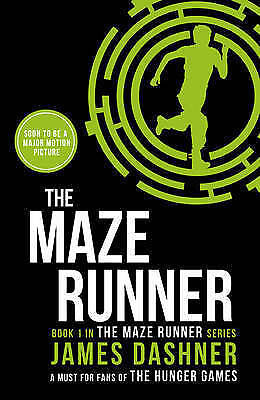 SOON TO BE A
MAJOR MOTION
PICTURE
THE
MAZE
RUNNER
BOOK 1 IN THE MAZE RUNNER SERIES
JAMES DASHNER
A MUST FOR FANS OF THE HUNGER GAMES